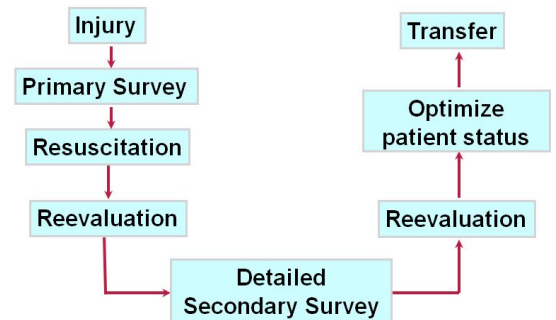 Injury
Primary Survey
Resuscitation
Reevaluation
Detailed
Secondary Survey
Reevaluation
Optimize
patient status
Transfer